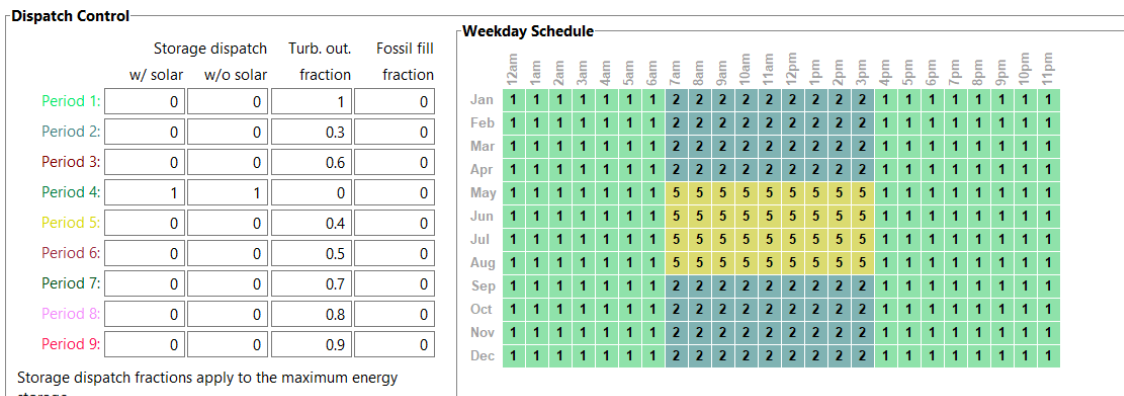 Dispatch Control
Storage dispatch Turb. out. Fossil fill
w/ solar w/o solar fraction fraction
Period 1: 0 0 1 0
Period 2: 0 0 0.3 0
Period 3: 0 0 0.6 0
Period 4: 1 1 0 0
Period 5: 0 0 0.4 0
Period 6: 0 0 0.5 0
Period 7: 0 0 0.7 0
Period 8: 0 0 0.8 0
Period 9: 0 0 0.9 0
Storage dispatch fractions apply to the maximum energy
Weekday Schedule
12am 1am 2am 3am 4am 5am 6am 7am 8am 9am 10am 11am 12pm 1pm 2pm 3pm 4pm 5pm 6pm 7pm 8pm 9pm 10pm 11pm
Jan 1 1 1 1 1 1 1 2 2 2 2 2 2 2 2 2 1 1 1 1 1 1 1 1
Feb 1 1 1 1 1 1 1 2 2 2 2 2 2 2 2 2 1 1 1 1 1 1 1 1
Mar 1 1 1 1 1 1 1 2 2 2 2 2 2 2 2 2 1 1 1 1 1 1 1 1
Apr 1 1 1 1 1 1 1 2 2 2 2 2 2 2 2 2 1 1 1 1 1 1 1 1
May 1 1 1 1 1 1 1 5 5 5 5 5 5 5 5 5 1 1 1 1 1 1 1 1
Jun 1 1 1 1 1 1 1 5 5 5 5 5 5 5 5 5 1 1 1 1 1 1 1 1
Jul 1 1 1 1 1 1 1 5 5 5 5 5 5 5 5 5 1 1 1 1 1 1 1 1
Aug 1 1 1 1 1 1 1 5 5 5 5 5 5 5 5 5 1 1 1 1 1 1 1 1
Sep 1 1 1 1 1 1 1 2 2 2 2 2 2 2 2 2 1 1 1 1 1 1 1 1
Oct 1 1 1 1 1 1 1 2 2 2 2 2 2 2 2 2 1 1 1 1 1 1 1 1
Nov 1 1 1 1 1 1 1 2 2 2 2 2 2 2 2 2 1 1 1 1 1 1 1 1
Dec 1 1 1 1 1 1 1 2 2 2 2 2 2 2 2 2 1 1 1 1 1 1 1 1